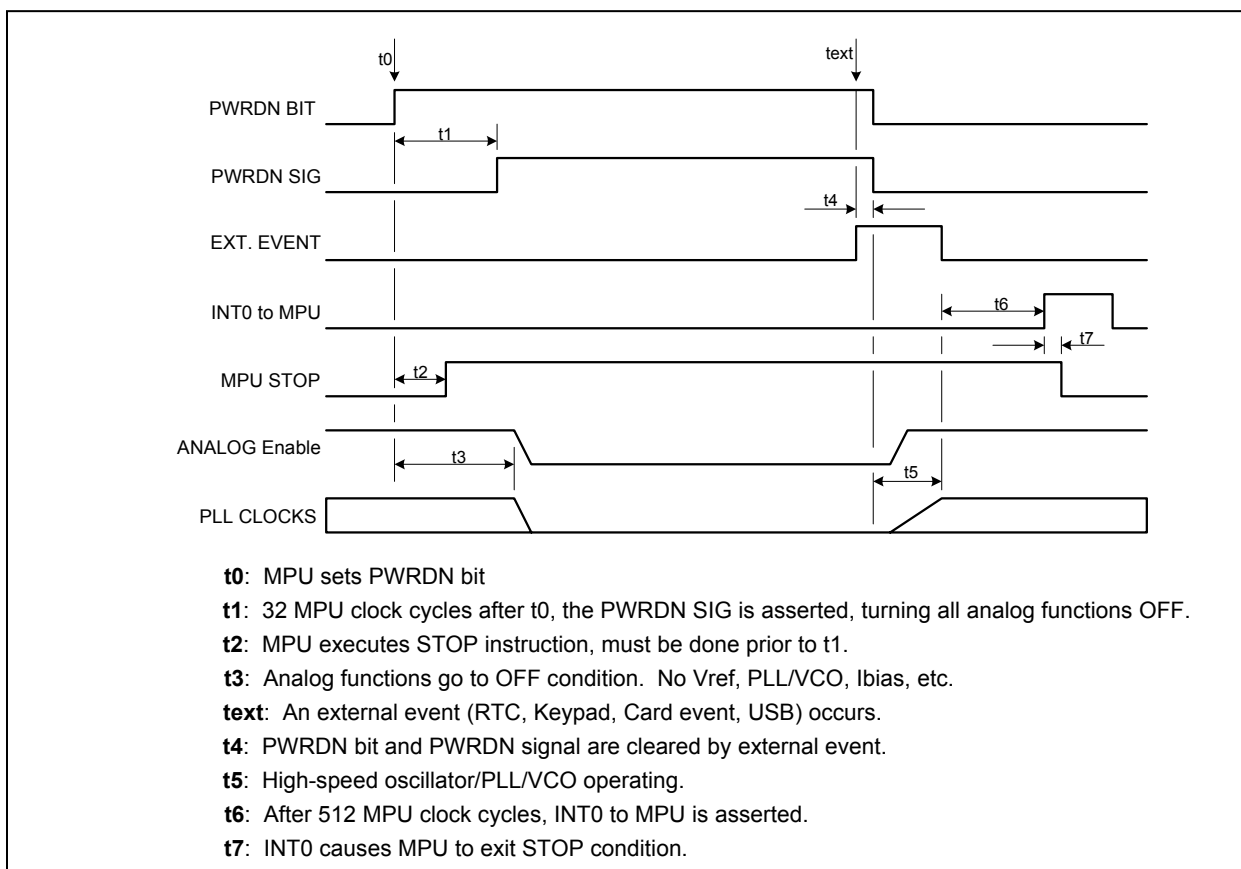 t0
text
PWRDN BIT
t1
PWRDN SIG
t4
EXT. EVENT
INT0 to MPU
t6
t7
MPU STOP
t2
ANALOG Enable
t3
t5
PLL CLOCKS
t0: MPU sets PWRDN bit
t1: 32 MPU clock cycles after t0, the PWRDN SIG is asserted, turning all analog functions OFF.
t2: MPU executes STOP instruction, must be done prior to t1.
t3: Analog functions go to OFF condition. No Vref, PLL/VCO, Ibias, etc.
text: An external event (RTC, Keypad, Card event, USB) occurs.
t4: PWRDN bit and PWRDN signal are cleared by external event.
t5: High-speed oscillator/PLL/VCO operating.
t6: After 512 MPU clock cycles, INT0 to MPU is asserted.
t7: INT0 causes MPU to exit STOP condition.